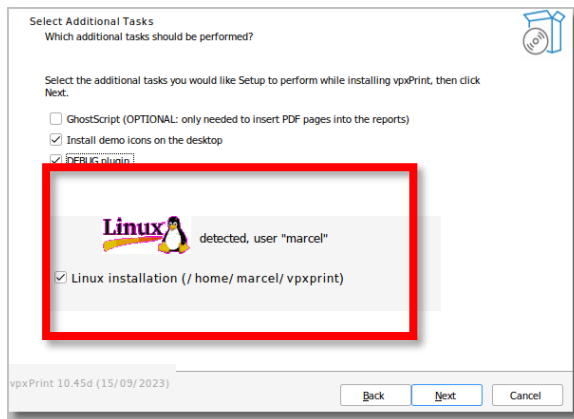 Select Additional Tasks
Which additional tasks should be performed?
Select the additional tasks you would like Setup to perform while installing vpxPrint, then click
Next.
GhostScript (OPTIONAL: only needed to insert PDF pages into the reports)
Install demo icons on the desktop
DEBUG plugin
Linux
detected, user "marcel"
Linux installation (/home/marcel/vpxprint)
vpxPrint 10.45d (15/09/2023)
Back Next Cancel